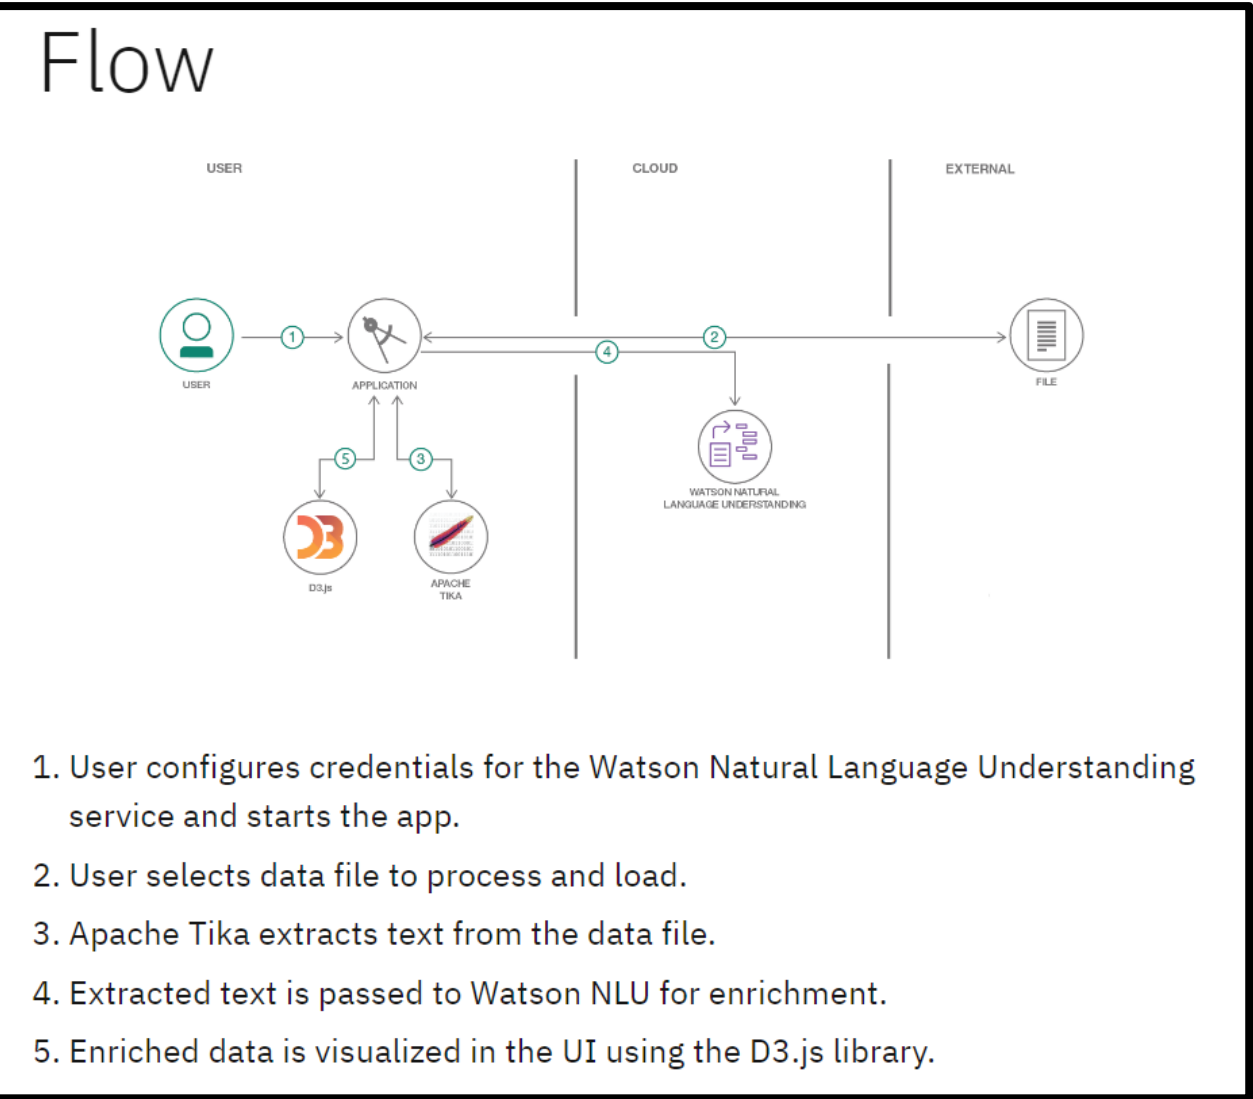 Flow
USER
CLOUD
EXTERNAL
1
2
4
USER
APPLICATION
FILE
5
3
WATSON NATURAL
LANGUAGE UNDERSTANDING
D3.js
APACHE
TIKA
1. User configures credentials for the Watson Natural Language Understanding
service and starts the app.
2. User selects data file to process and load.
3. Apache Tika extracts text from the data file.
4. Extracted text is passed to Watson NLU for enrichment.
5. Enriched data is visualized in the UI using the D3.js library.